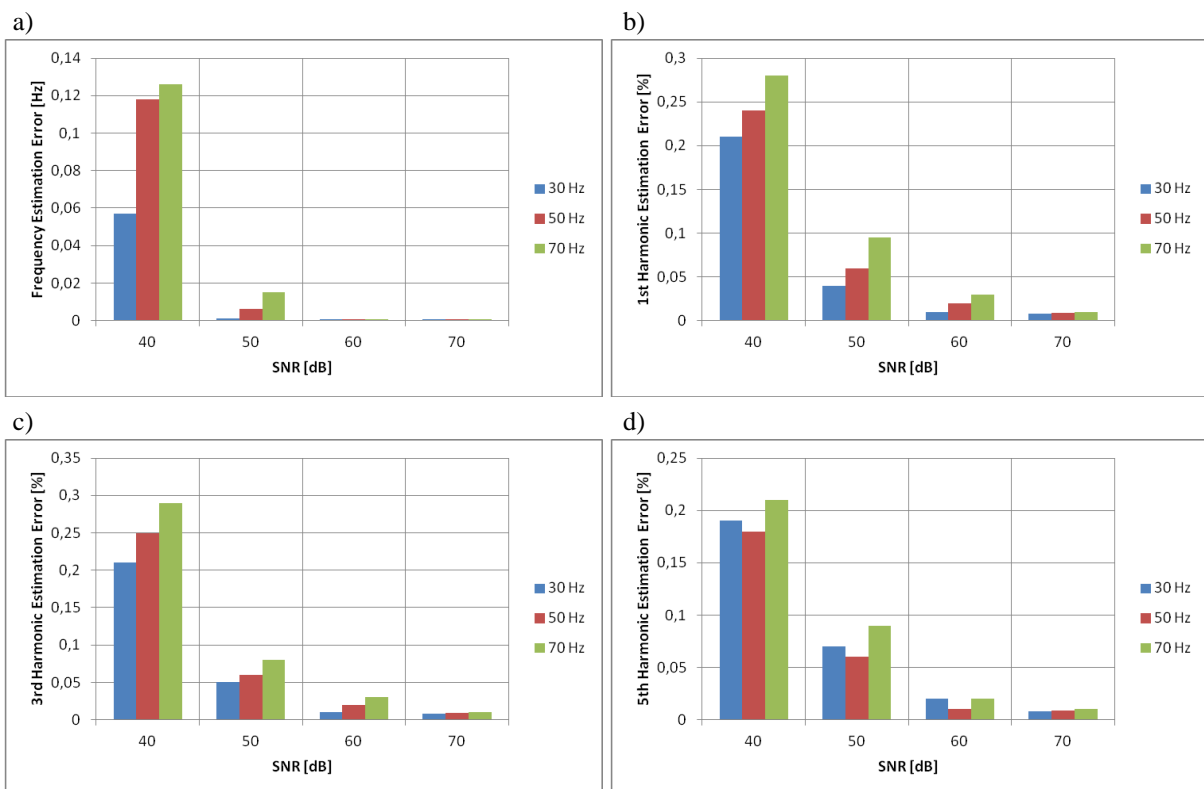 a)
Frequency Estimation Error [Hz]
0,14
0,12
0,1
0,08
0,06
0,04
0,02
0
40 50 60 70
SNR [dB]
30 Hz
50 Hz
70 Hz
b)
1st Harmonic Estimation Error [%]
0,3
0,25
0,2
0,15
0,1
0,05
0
40 50 60 70
SNR [dB]
30 Hz
50 Hz
70 Hz
c)
3rd Harmonic Estimation Error [%]
0,35
0,3
0,25
0,2
0,15
0,1
0,05
0
40 50 60 70
SNR [dB]
30 Hz
50 Hz
70 Hz
d)
5th Harmonic Estimation Error [%]
0,25
0,2
0,15
0,1
0,05
0
40 50 60 70
SNR [dB]
30 Hz
50 Hz
70 Hz